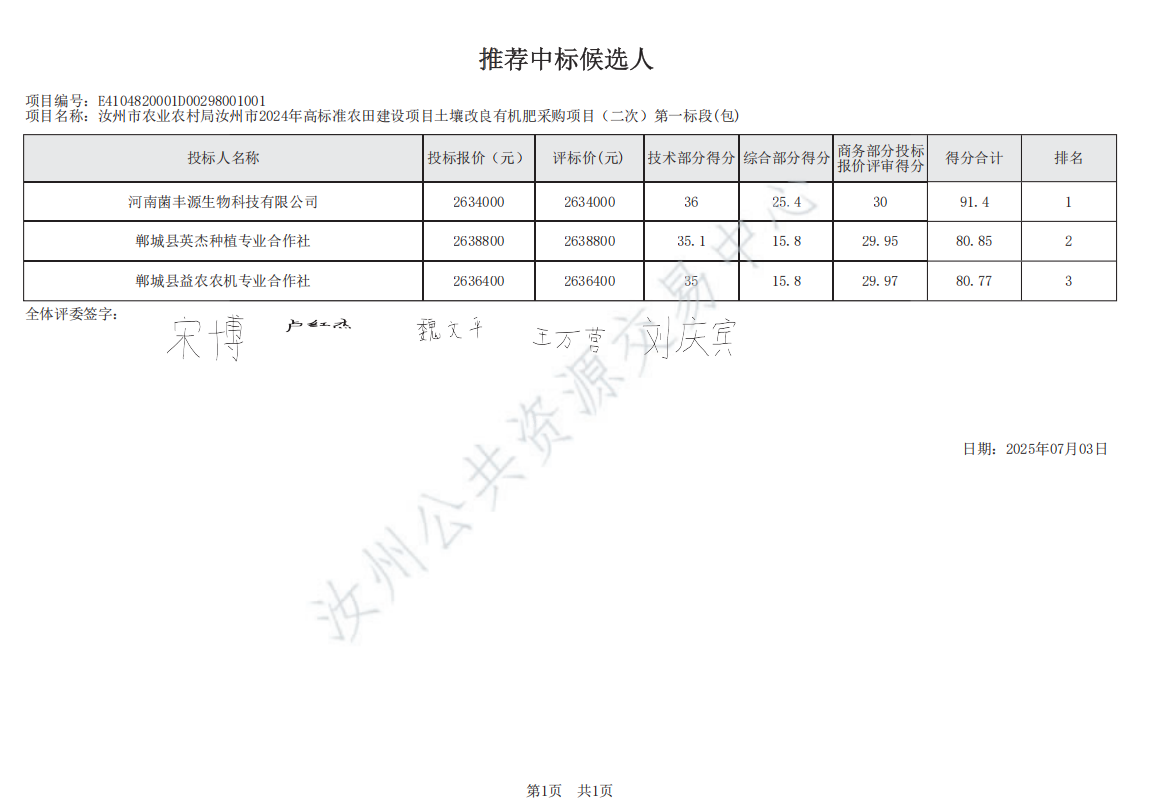 推荐中标候选人
项目编号：E4104820001D00298001001
项目名称：汝州市农业农村局汝州市2024年高标准农田建设项目土壤改良有机肥采购项目（二次）第一标段(包)
投标人名称 投标报价（元） 评标价(元) 技术部分得分 综合部分得分 商务部分投标报价评审得分 得分合计 排名
河南菌丰源生物科技有限公司 2634000 2634000 36 25.4 30 91.4 1
郸城县英杰种植专业合作社 2638800 2638800 35.1 15.8 29.95 80.85 2
郸城县益农农机专业合作社 2636400 2636400 35 15.8 29.97 80.77 3
全体评委签字：
宋博 卢红杰 魏文平 王万营 刘庆宾
汝州公共资源交易中心
日期：2025年07月03日
第1页 共1页